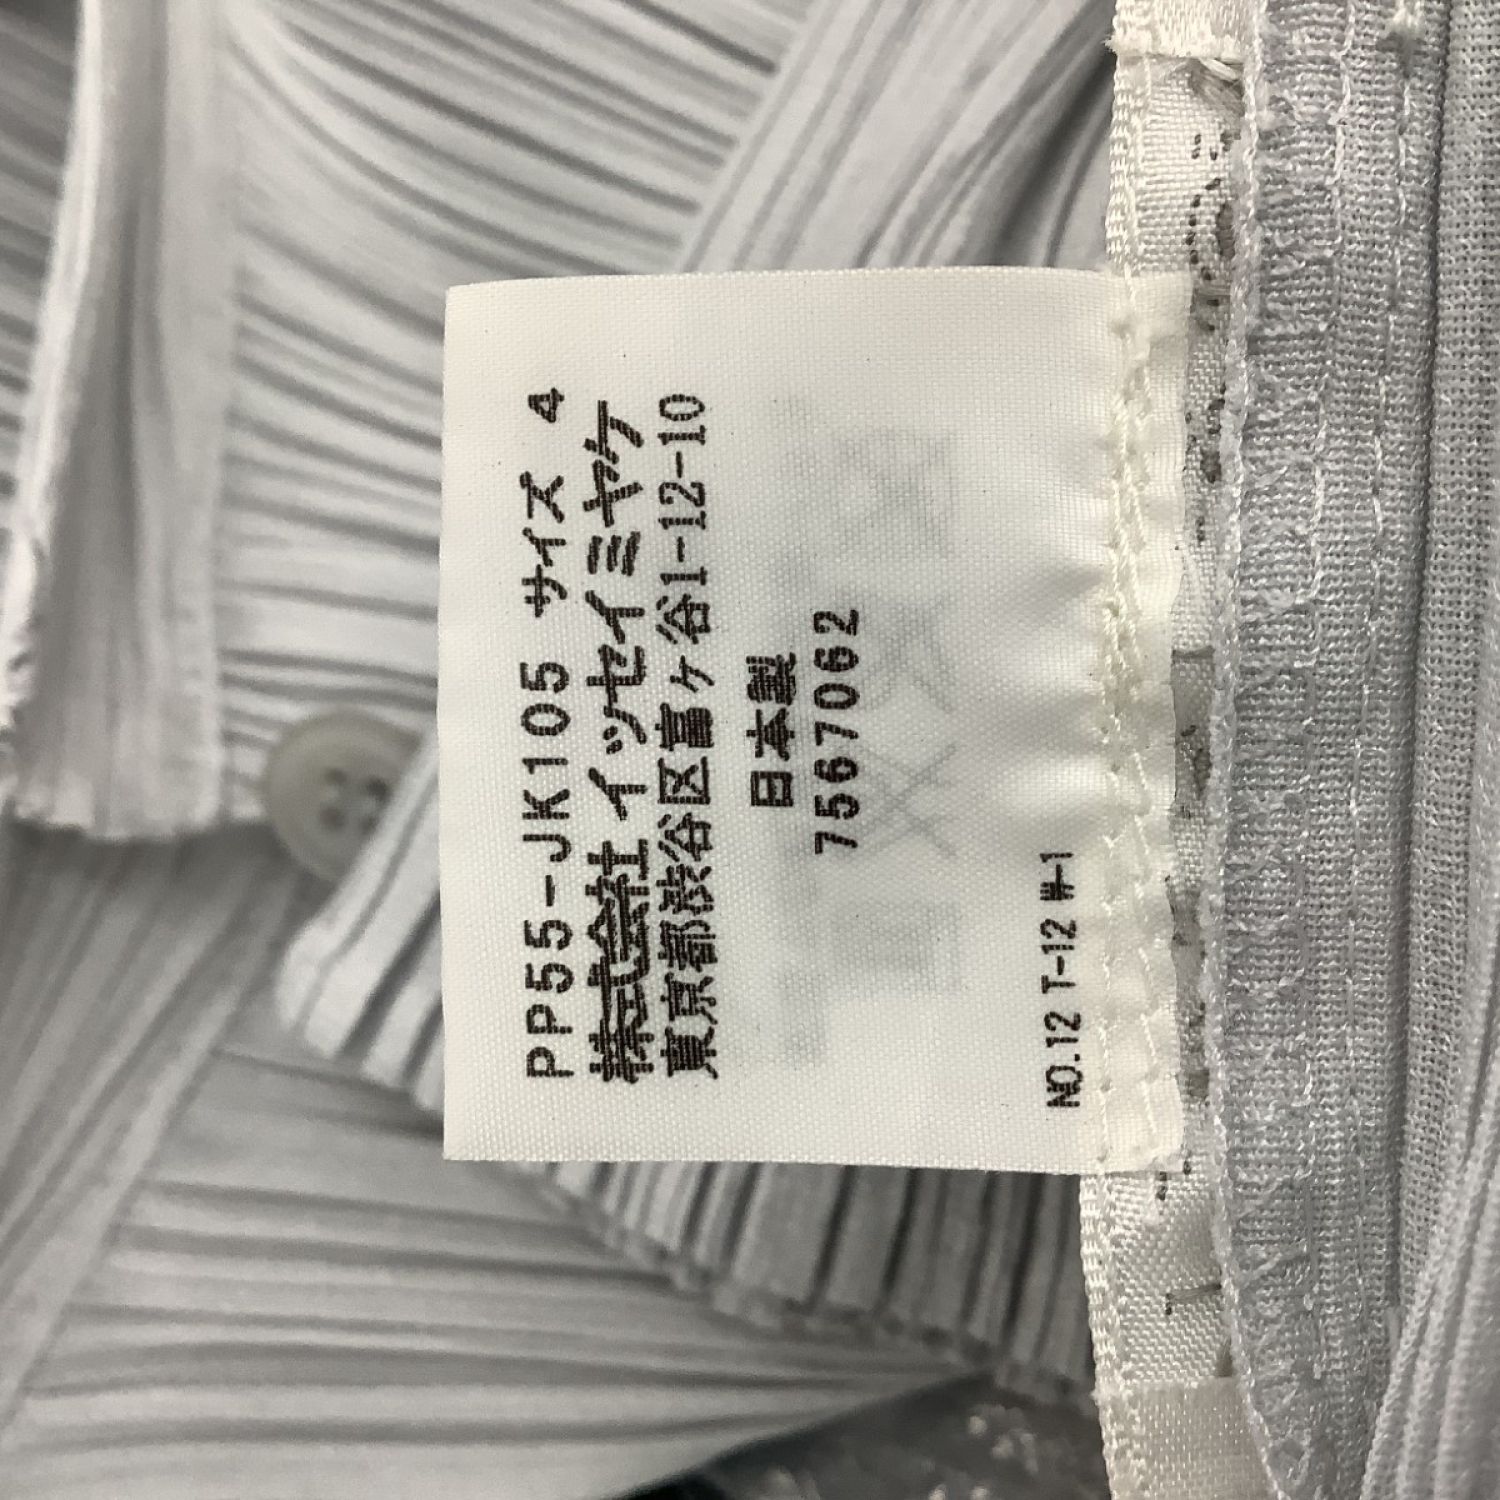 PP55-JK105 サイズ 4
株式会社 イッセイミヤケ
東京都渋谷区富ヶ谷1-12-10
日本製
7567062
NO.12 T-12 W-1